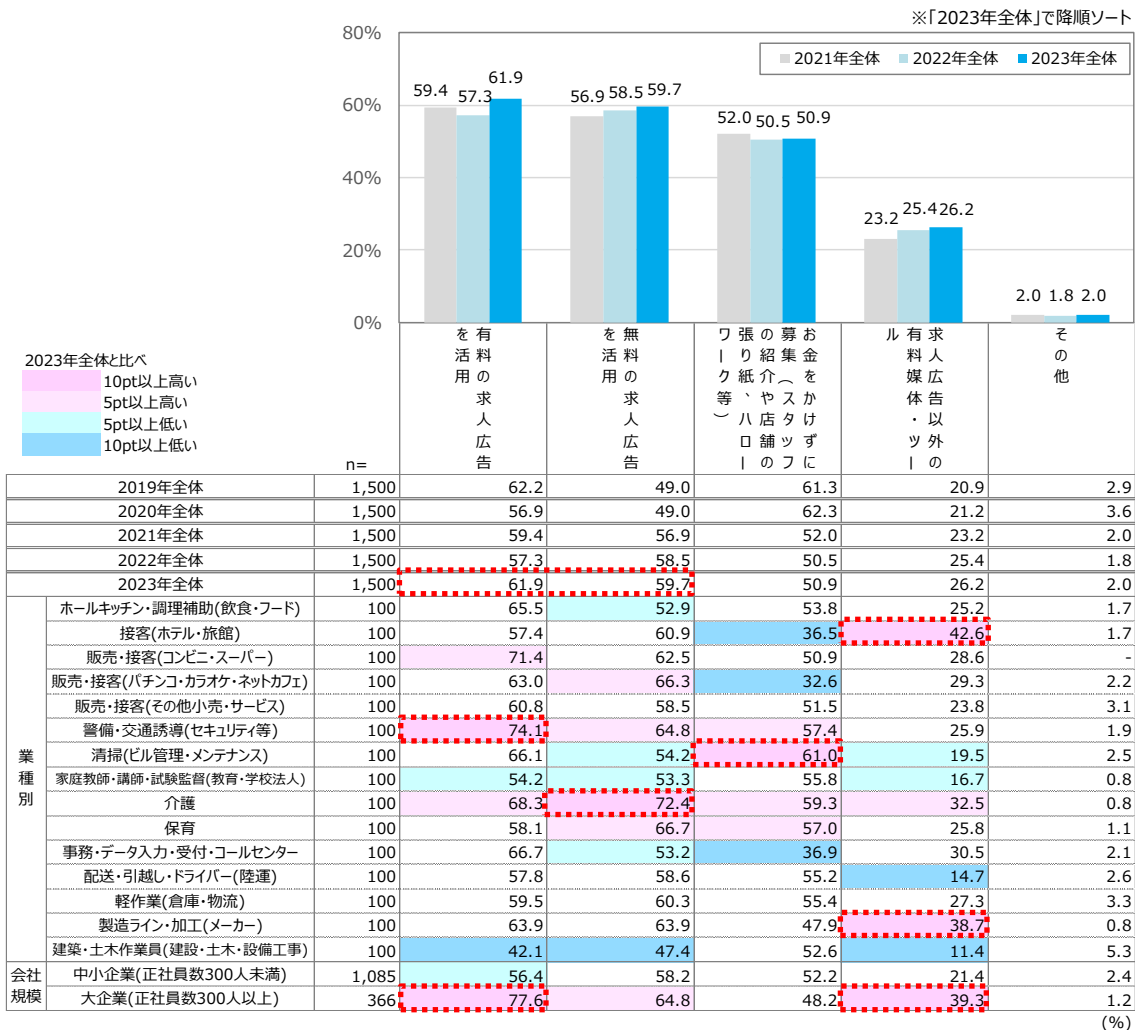 ※「2023年全体」で降順ソート
80%
60%
40%
20%
0%
2021年全体 2022年全体 2023年全体
59.4 57.3 61.9
56.9 58.5 59.7
52.0 50.5 50.9
23.2 25.4 26.2
2.0 1.8 2.0
有料の求人広告
を活用
無料の求人広告
を活用
お金をかけずに
募集（スタッフ
の紹介や店舗の
張り紙、ハロー
ワーク等）
求人広告以外の
有料媒体・ツー
ル
その他
2023年全体と比べ
10pt以上高い
5pt以上高い
5pt以上低い
10pt以上低い
n=
2019年全体 1,500 62.2 49.0 61.3 20.9 2.9
2020年全体 1,500 56.9 49.0 62.3 21.2 3.6
2021年全体 1,500 59.4 56.9 52.0 23.2 2.0
2022年全体 1,500 57.3 58.5 50.5 25.4 1.8
2023年全体 1,500 61.9 59.7 50.9 26.2 2.0
業種別
ホールキッチン・調理補助(飲食・フード) 100 65.5 52.9 53.8 25.2 1.7
接客(ホテル・旅館) 100 57.4 60.9 36.5 42.6 1.7
販売・接客(コンビニ・スーパー) 100 71.4 62.5 50.9 28.6 -
販売・接客(パチンコ・カラオケ・ネットカフェ) 100 63.0 66.3 32.6 29.3 2.2
販売・接客(その他小売・サービス) 100 60.8 58.5 51.5 23.8 3.1
警備・交通誘導(セキュリティ等) 100 74.1 64.8 57.4 25.9 1.9
清掃(ビル管理・メンテナンス) 100 66.1 54.2 61.0 19.5 2.5
家庭教師・講師・試験監督(教育・学校法人) 100 54.2 53.3 55.8 16.7 0.8
介護 100 68.3 72.4 59.3 32.5 0.8
保育 100 58.1 66.7 57.0 25.8 1.1
事務・データ入力・受付・コールセンター 100 66.7 53.2 36.9 30.5 2.1
配送・引越し・ドライバー(陸運) 100 57.8 58.6 55.2 14.7 2.6
軽作業(倉庫・物流) 100 59.5 60.3 55.4 27.3 3.3
製造ライン・加工(メーカー) 100 63.9 63.9 47.9 38.7 0.8
建築・土木作業員(建設・土木・設備工事) 100 42.1 47.4 52.6 11.4 5.3
会社
規模
中小企業(正社員数300人未満) 1,085 56.4 58.2 52.2 21.4 2.4
大企業(正社員数300人以上) 366 77.6 64.8 48.2 39.3 1.2
(%)